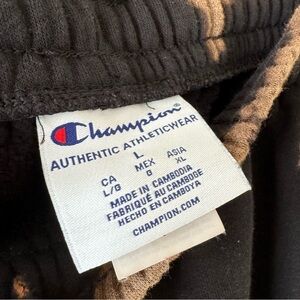 Champion
AUTHENTIC ATHLETICWEAR
L
CA MEX ASIA
L/G G XL
MADE IN CAMBODIA
FABRIQUÉ AU CAMBODGE
HECHO EN CAMBOYA
CHAMPION.COM